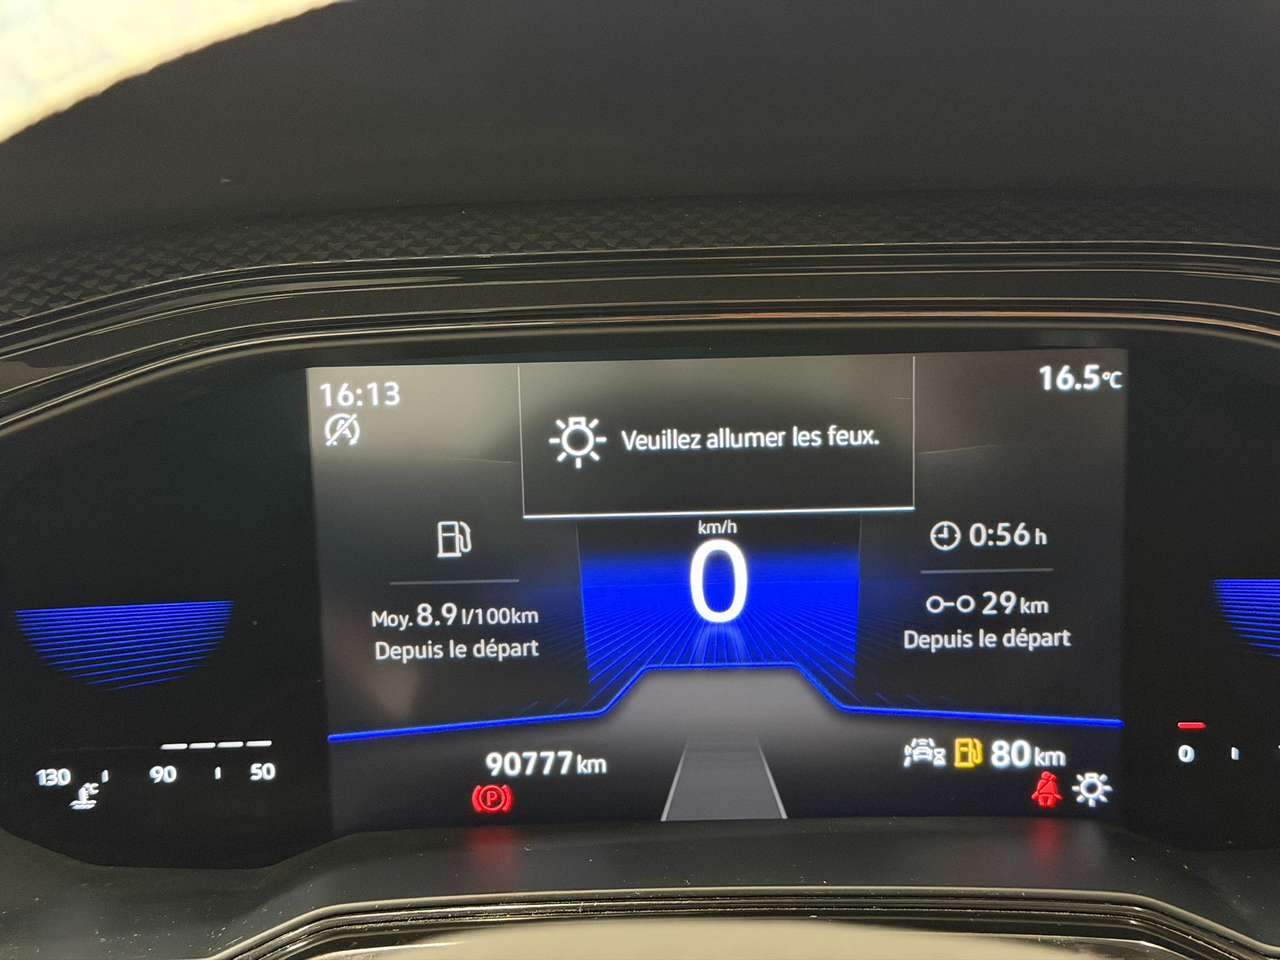 16:13
16.5°C
Veuillez allumer les feux.
km/h
0
0:56 h
Moy. 8.9 l/100km
29 km
Depuis le départ
Depuis le départ
90777 km
80 km
130
90
50
°C
P
0